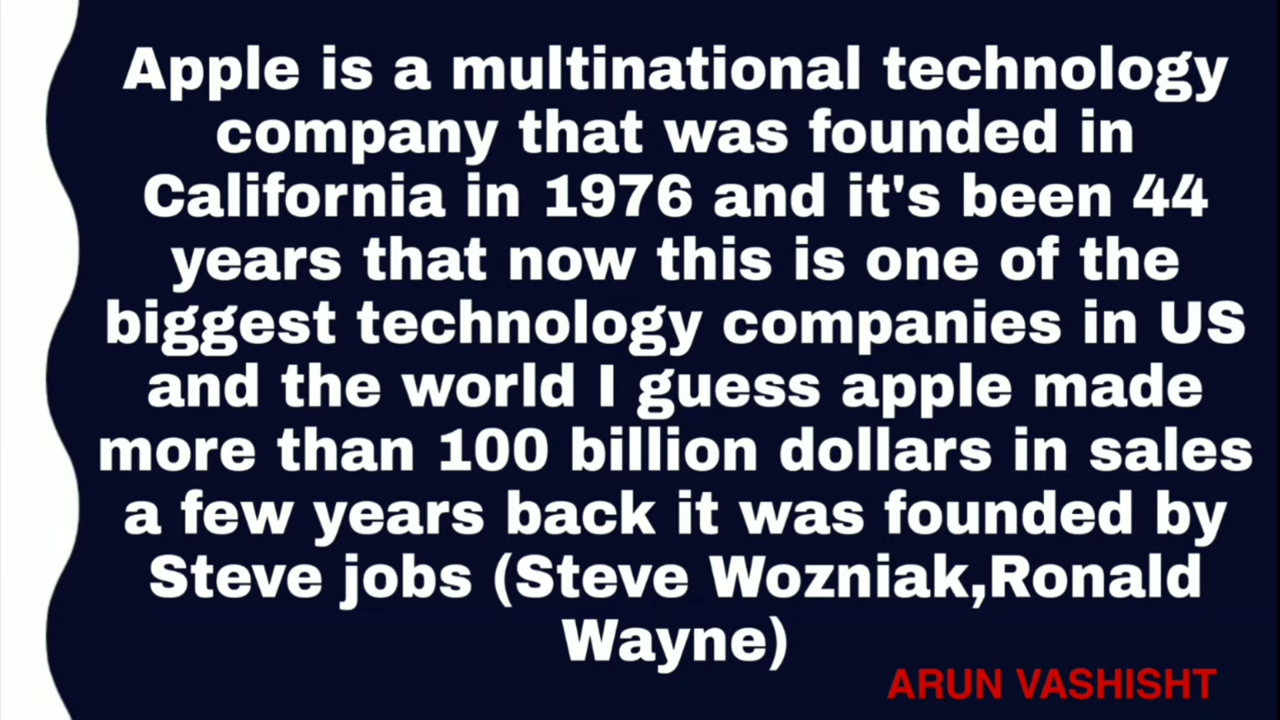 Apple is a multinational technology
company that was founded in
California in 1976 and it's been 44
years that now this is one of the
biggest technology companies in US
and the world I guess apple made
more than 100 billion dollars in sales
a few years back it was founded by
Steve jobs (Steve Wozniak,Ronald
Wayne)
ARUN VASHISHT